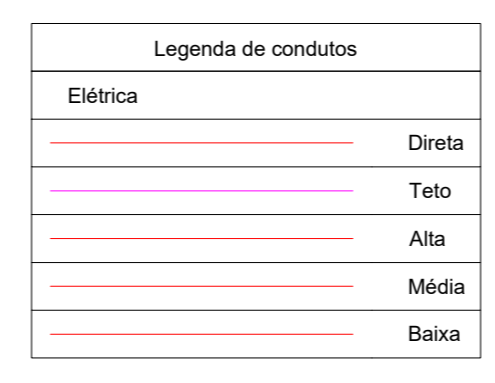 Legenda de condutos
Elétrica
Direta
Teto
Alta
Média
Baixa